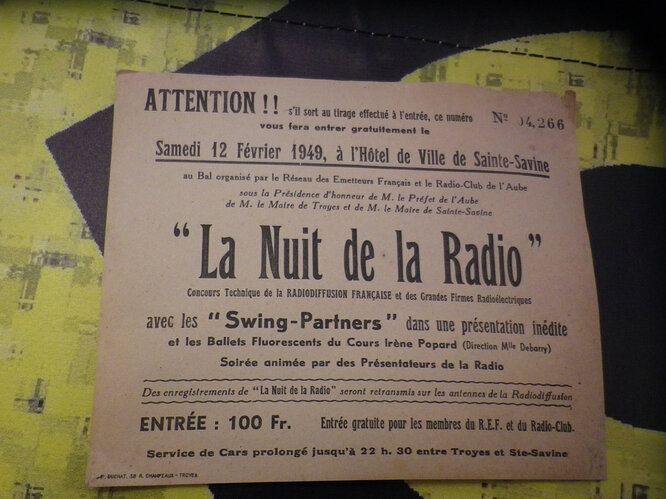 ATTENTION !! s'il sort au tirage effectué à l'entrée, ce numéro Nº 04,266
vous fera entrer gratuitement le
Samedi 12 Février 1949, à l'Hôtel de Ville de Sainte-Savine
au Bal organisé par le Réseau des Emetteurs Français et le Radio-Club de l'Aube
sous la Présidence d'honneur de M. le Préfet de l'Aube
de M. le Maire de Troyes et de M. le Maire de Sainte-Savine
“ La Nuit de la Radio ”
Concours Technique de la RADIODIFFUSION FRANÇAISE et des Grandes Firmes Radioélectriques
avec les “ Swing-Partners ” dans une présentation inédite
et les Ballets Fluorescents du Cours Irène Popard (Direction Mlle Debarry)
Soirée animée par des Présentateurs de la Radio
Des enregistrements de “La Nuit de la Radio” seront retransmis sur les antennes de la Radiodiffusion
ENTRÉE : 100 Fr. Entrée gratuite pour les membres du R.E.F. et du Radio-Club.
Service de Cars prolongé jusqu'à 22 h. 30 entre Troyes et Ste-Savine
DUCHAT, 58 R. CHAMPEAUX - TROYES